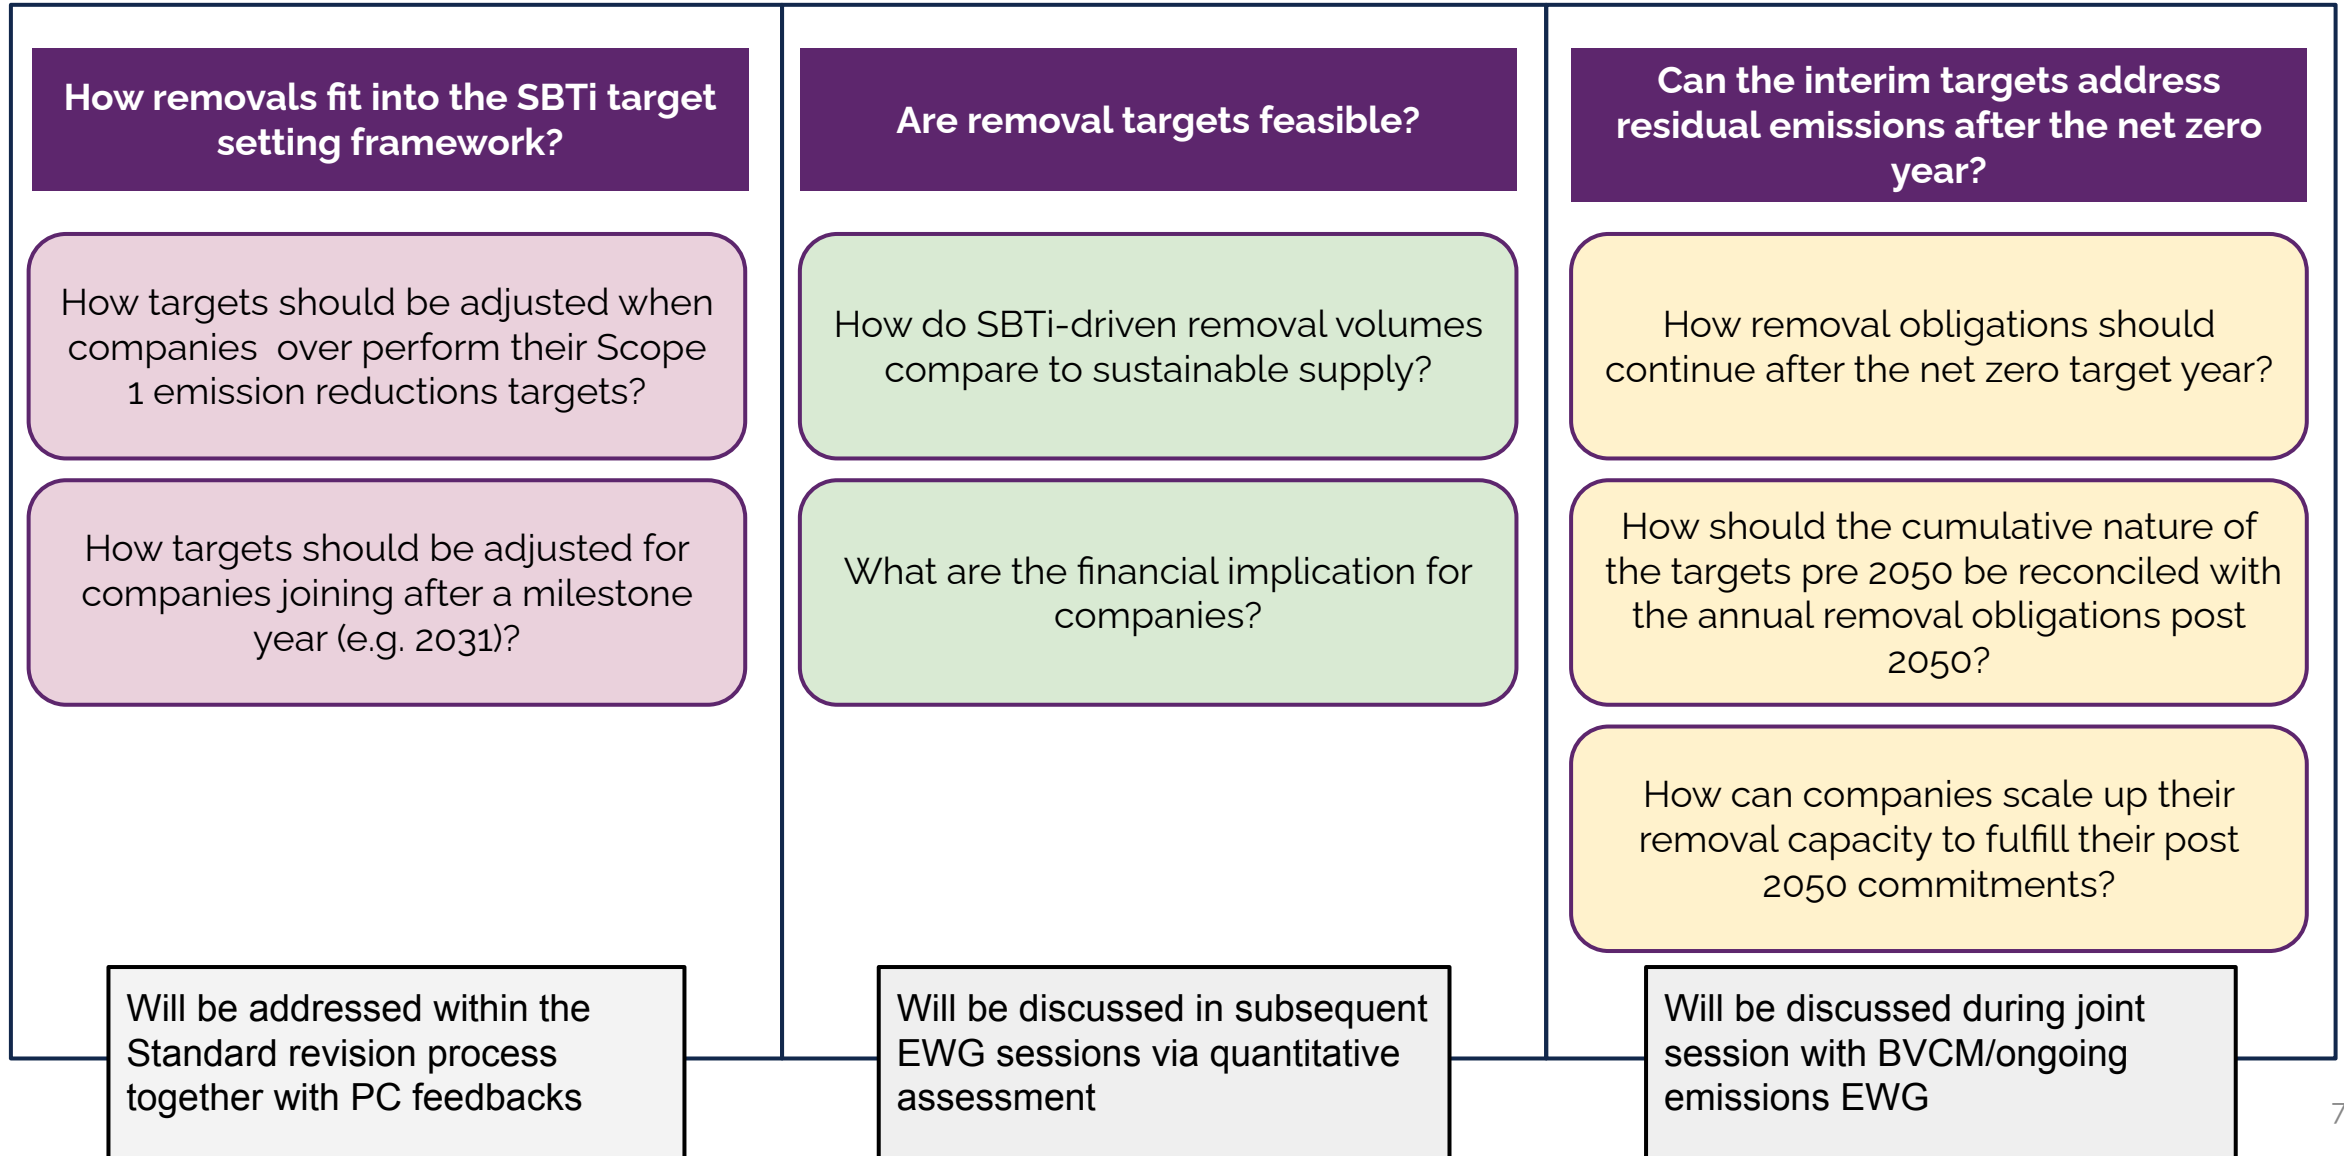 How removals fit into the SBTi target
setting framework?
How targets should be adjusted when
companies over perform their Scope
1 emission reductions targets?
How targets should be adjusted for
companies joining after a milestone
year (e.g. 2031)?
Will be addressed within the
Standard revision process
together with PC feedbacks
Are removal targets feasible?
How do SBTi-driven removal volumes
compare to sustainable supply?
What are the financial implication for
companies?
Will be discussed in subsequent
EWG sessions via quantitative
assessment
Can the interim targets address
residual emissions after the net zero
year?
How removal obligations should
continue after the net zero target year?
How should the cumulative nature of
the targets pre 2050 be reconciled with
the annual removal obligations post
2050?
How can companies scale up their
removal capacity to fulfill their post
2050 commitments?
Will be discussed during joint
session with BVCM/ongoing
emissions EWG
7